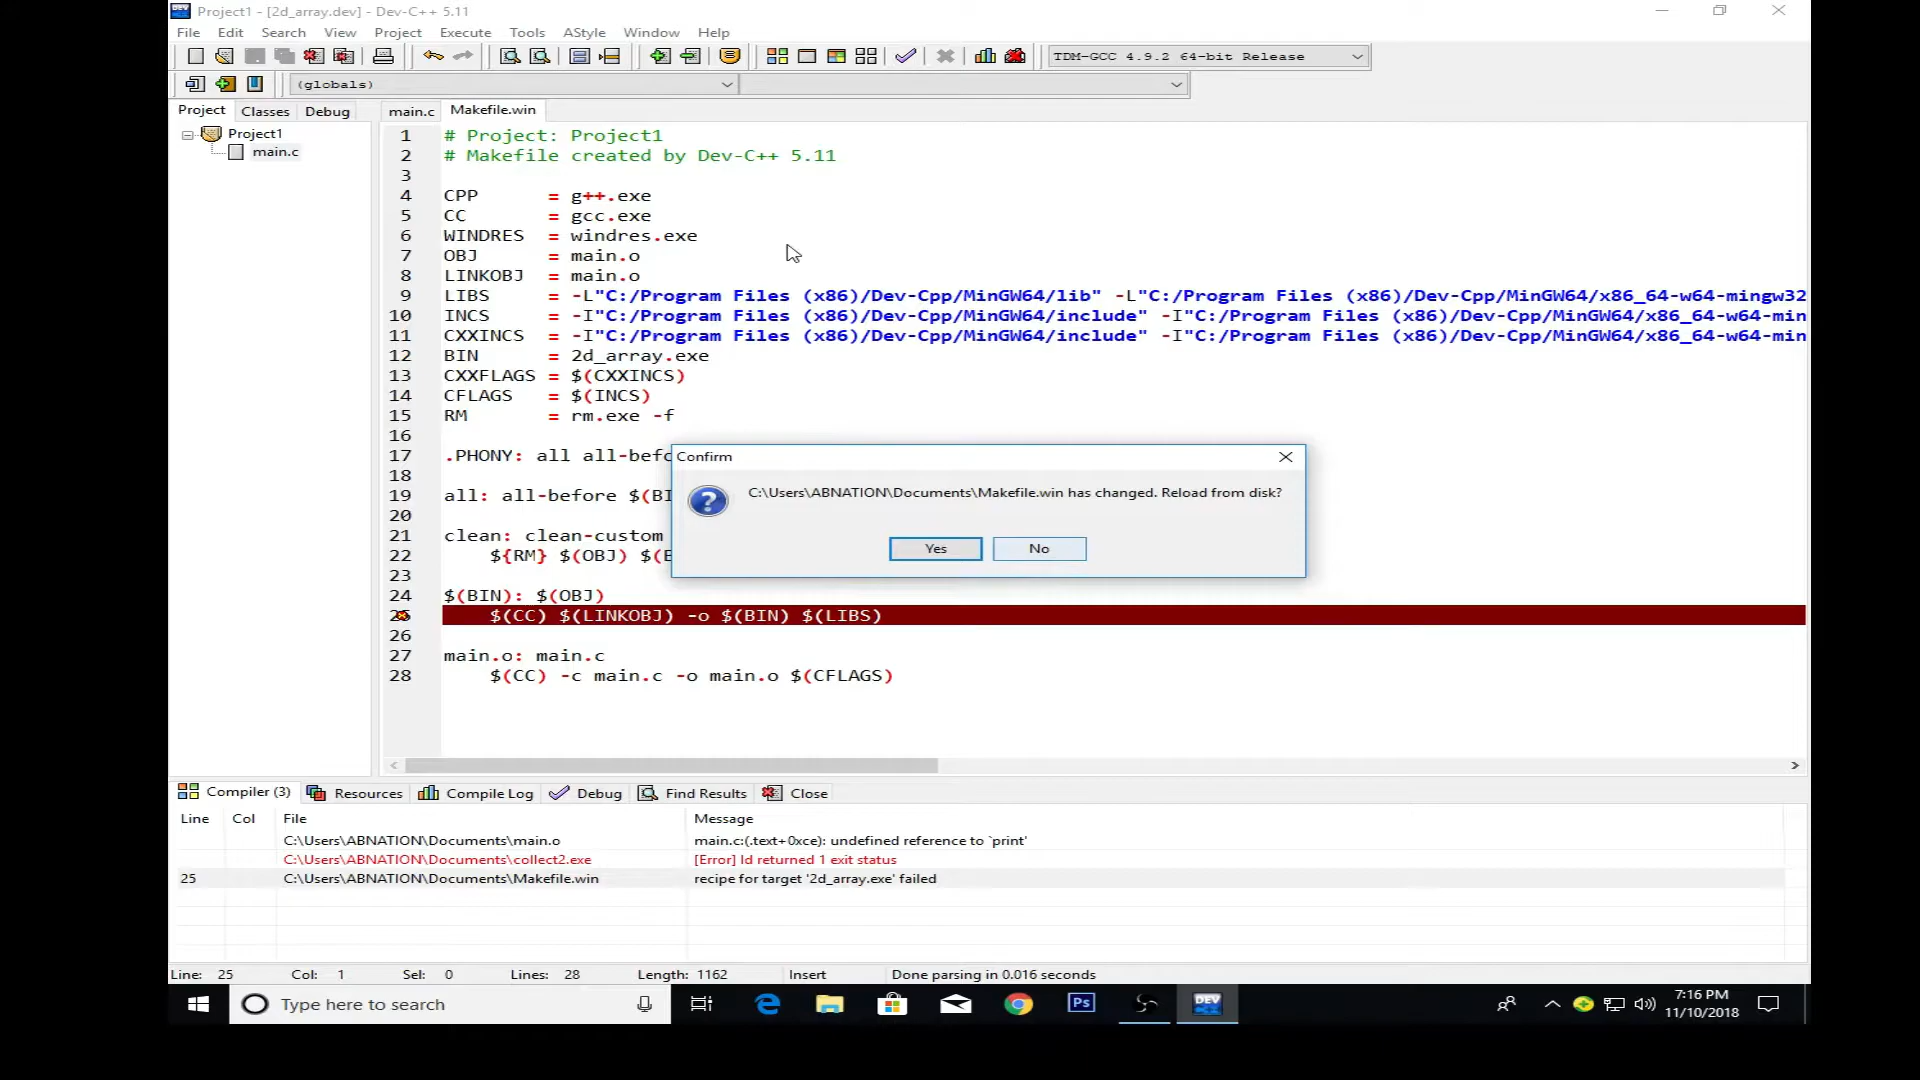 Project1 - [2d_array.dev] - Dev-C++ 5.11
File Edit Search View Project Execute Tools AStyle Window Help
TDM-GCC 4.9.2 64-bit Release
(globals)
Project Classes Debug
main.c Makefile.win
Project1
main.c
1 # Project: Project1
2 # Makefile created by Dev-C++ 5.11
3
4 CPP = g++.exe
5 CC = gcc.exe
6 WINDRES = windres.exe
7 OBJ = main.o
8 LINKOBJ = main.o
9 LIBS = -L"C:/Program Files (x86)/Dev-Cpp/MinGW64/lib" -L"C:/Program Files (x86)/Dev-Cpp/MinGW64/x86_64-w64-mingw32
10 INCS = -I"C:/Program Files (x86)/Dev-Cpp/MinGW64/include" -I"C:/Program Files (x86)/Dev-Cpp/MinGW64/x86_64-w64-min
11 CXXINCS = -I"C:/Program Files (x86)/Dev-Cpp/MinGW64/include" -I"C:/Program Files (x86)/Dev-Cpp/MinGW64/x86_64-w64-min
12 BIN = 2d_array.exe
13 CXXFLAGS = $(CXXINCS)
14 CFLAGS = $(INCS)
15 RM = rm.exe -f
16
17 .PHONY: all all-befo
18
19 all: all-before $(BI
20
21 clean: clean-custom
22 ${RM} $(OBJ) $(B
23
24 $(BIN): $(OBJ)
25 $(CC) $(LINKOBJ) -o $(BIN) $(LIBS)
26
27 main.o: main.c
28 $(CC) -c main.c -o main.o $(CFLAGS)
Confirm
C:\Users\ABNATION\Documents\Makefile.win has changed. Reload from disk?
Yes No
Compiler (3) Resources Compile Log Debug Find Results Close
Line Col File Message
C:\Users\ABNATION\Documents\main.o main.c:(.text+0xce): undefined reference to `print'
C:\Users\ABNATION\Documents\collect2.exe [Error] ld returned 1 exit status
25 C:\Users\ABNATION\Documents\Makefile.win recipe for target '2d_array.exe' failed
Line: 25 Col: 1 Sel: 0 Lines: 28 Length: 1162 Insert Done parsing in 0.016 seconds
Type here to search
Ps
DEV
7:16 PM
11/10/2018